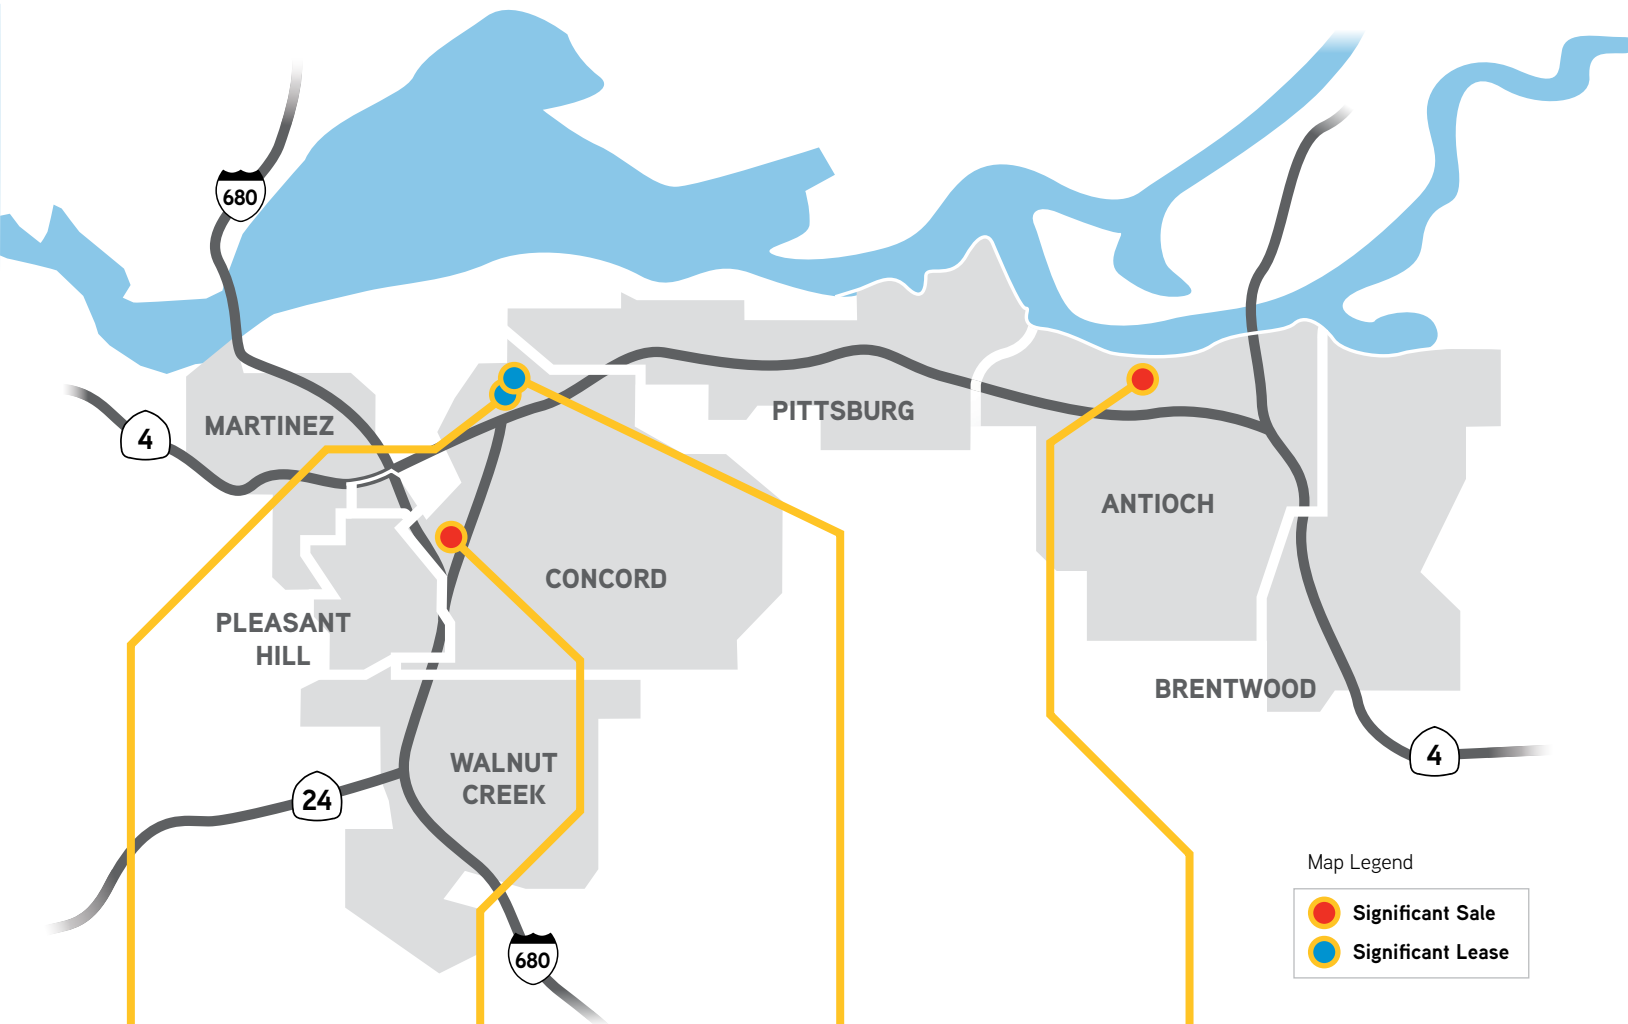 680
MARTINEZ
4
PITTSBURG
ANTIOCH
CONCORD
PLEASANT
HILL
BRENTWOOD
WALNUT
CREEK
24
4
680
Map Legend
Significant Sale
Significant Lease